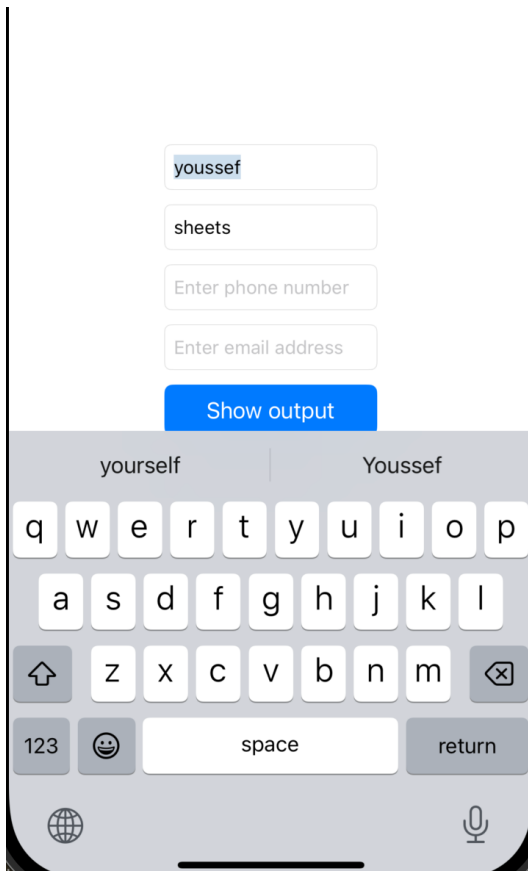 youssef
sheets
Enter phone number
Enter email address
Show output
yourself Youssef
q w e r t y u i o p
a s d f g h j k l
z x c v b n m
123 space return